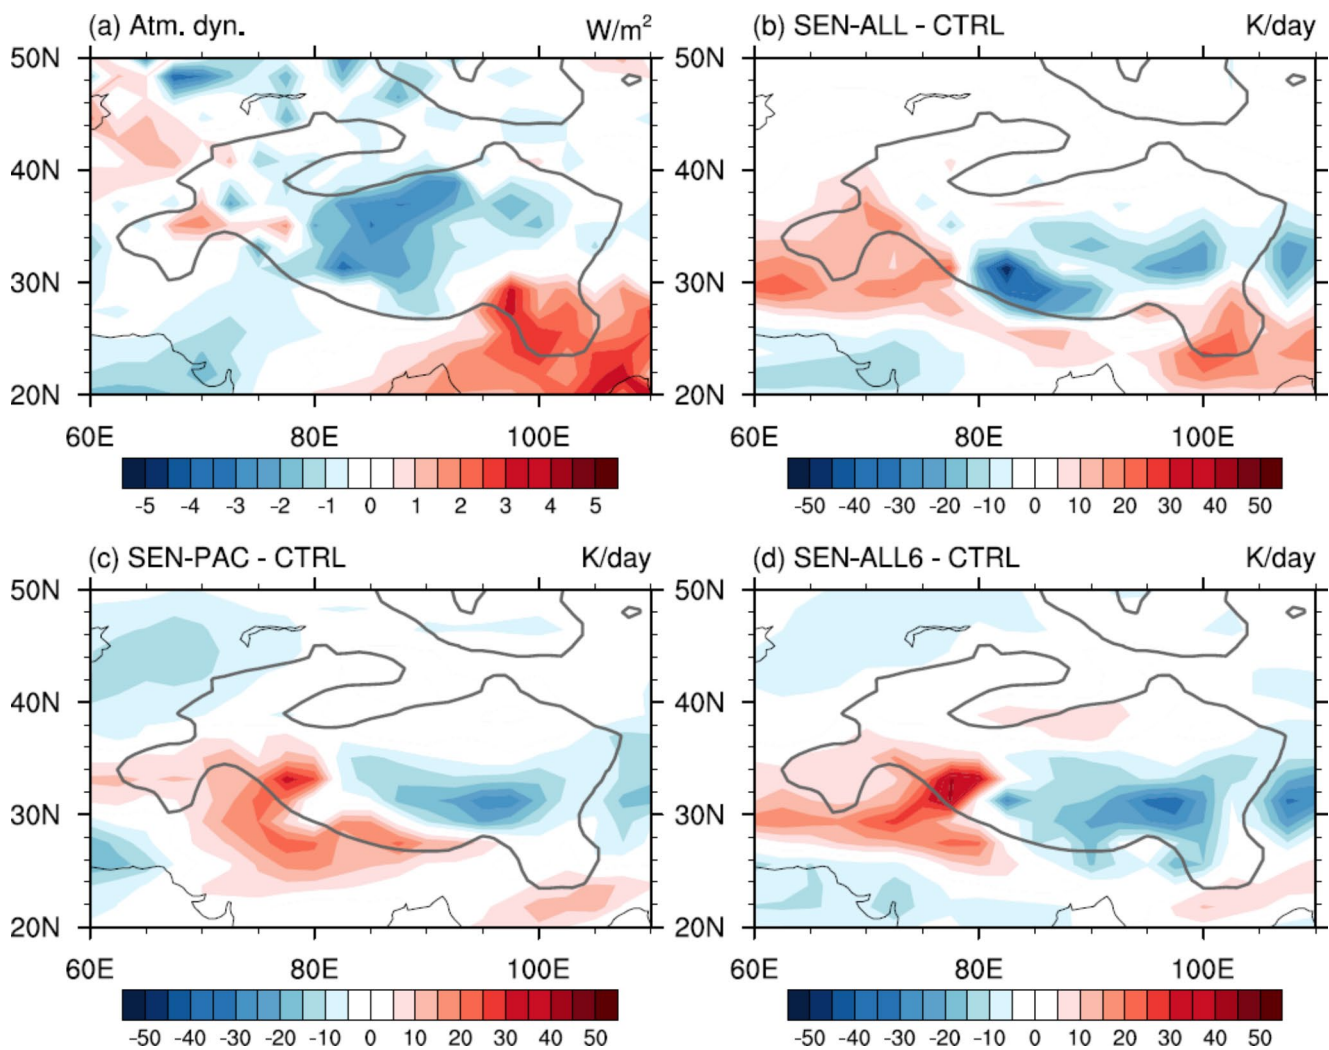 (a) Atm. dyn. W/m²
50N
40N
30N
20N
60E 80E 100E
-5 -4 -3 -2 -1 0 1 2 3 4 5
(b) SEN-ALL - CTRL K/day
50N
40N
30N
20N
60E 80E 100E
-50 -40 -30 -20 -10 0 10 20 30 40 50
(c) SEN-PAC - CTRL K/day
50N
40N
30N
20N
60E 80E 100E
-50 -40 -30 -20 -10 0 10 20 30 40 50
(d) SEN-ALL6 - CTRL K/day
50N
40N
30N
20N
60E 80E 100E
-50 -40 -30 -20 -10 0 10 20 30 40 50